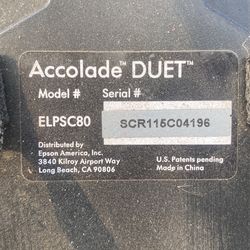 Accolade™ DUET™
Model # Serial #
ELPSC80 SCR115C04196
Distributed by
Epson America, Inc.
3840 Kilroy Airport Way
Long Beach, CA 90806
U.S. Patents pending
Made in China